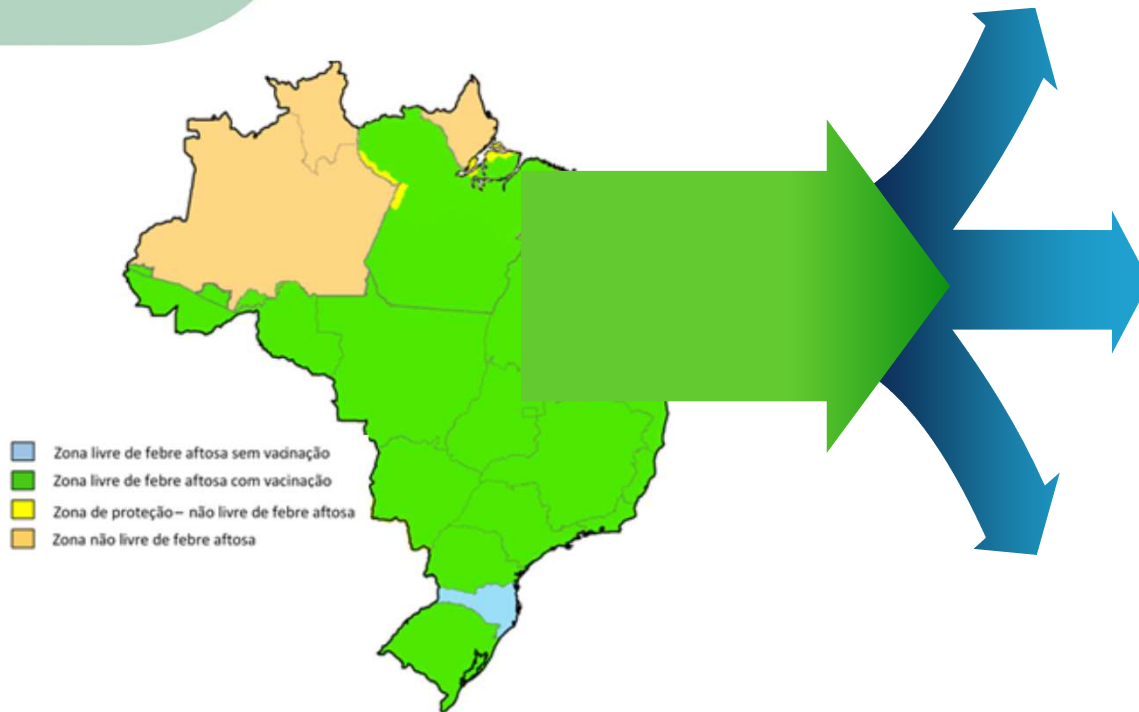 Zona livre de febre aftosa sem vacinação
Zona livre de febre aftosa com vacinação
Zona de proteção – não livre de febre aftosa
Zona não livre de febre aftosa